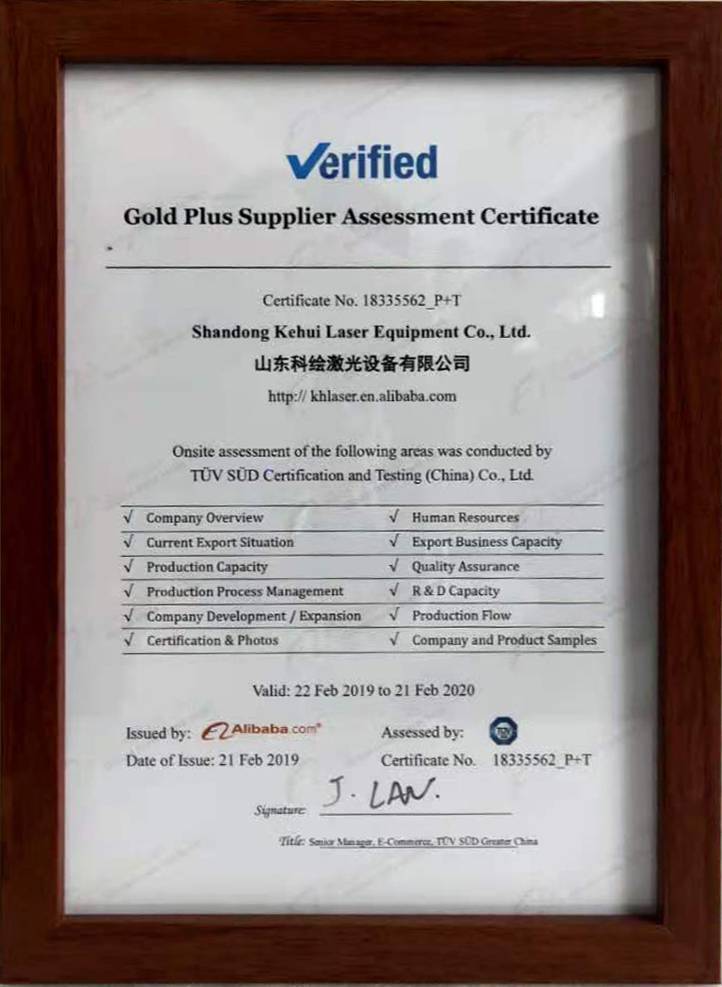 Verified
Gold Plus Supplier Assessment Certificate
Certificate No. 18335562_P+T
Shandong Kehui Laser Equipment Co., Ltd.
山东科绘激光设备有限公司
http:// khlaser.en.alibaba.com
Onsite assessment of the following areas was conducted by
TÜV SÜD Certification and Testing (China) Co., Ltd.
√ Company Overview √ Human Resources
√ Current Export Situation √ Export Business Capacity
√ Production Capacity √ Quality Assurance
√ Production Process Management √ R & D Capacity
√ Company Development / Expansion √ Production Flow
√ Certification & Photos √ Company and Product Samples
Valid: 22 Feb 2019 to 21 Feb 2020
Issued by: Alibaba.com® Assessed by: TÜV
Date of Issue: 21 Feb 2019 Certificate No. 18335562_P+T
Signature: J. LAN.
Title: Senior Manager, E-Commerce, TÜV SÜD Greater China